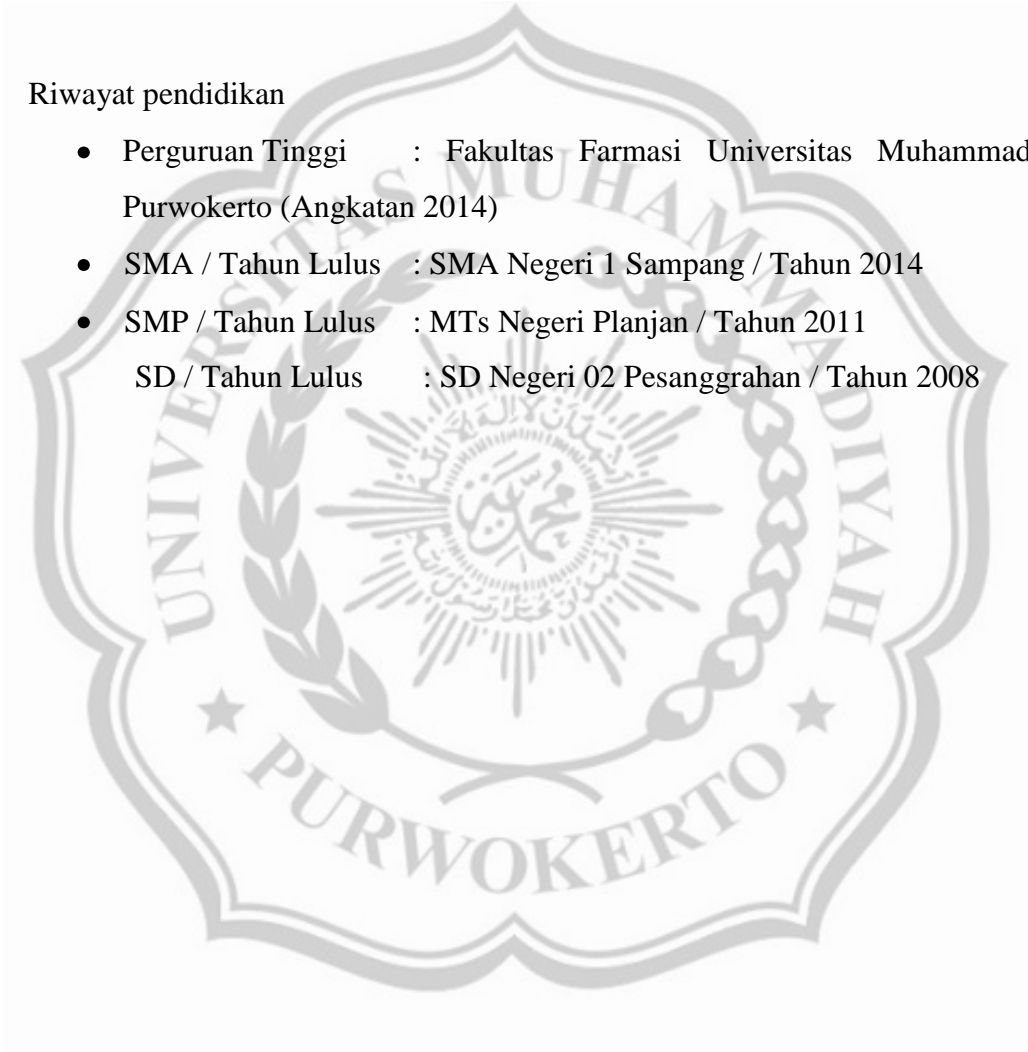 Riwayat pendidikan
• Perguruan Tinggi : Fakultas Farmasi Universitas Muhammad
Purwokerto (Angkatan 2014)
• SMA / Tahun Lulus : SMA Negeri 1 Sampang / Tahun 2014
• SMP / Tahun Lulus : MTs Negeri Planjan / Tahun 2011
SD / Tahun Lulus : SD Negeri 02 Pesanggrahan / Tahun 2008
UNIVERSITAS MUHAMMADIYAH
PURWOKERTO